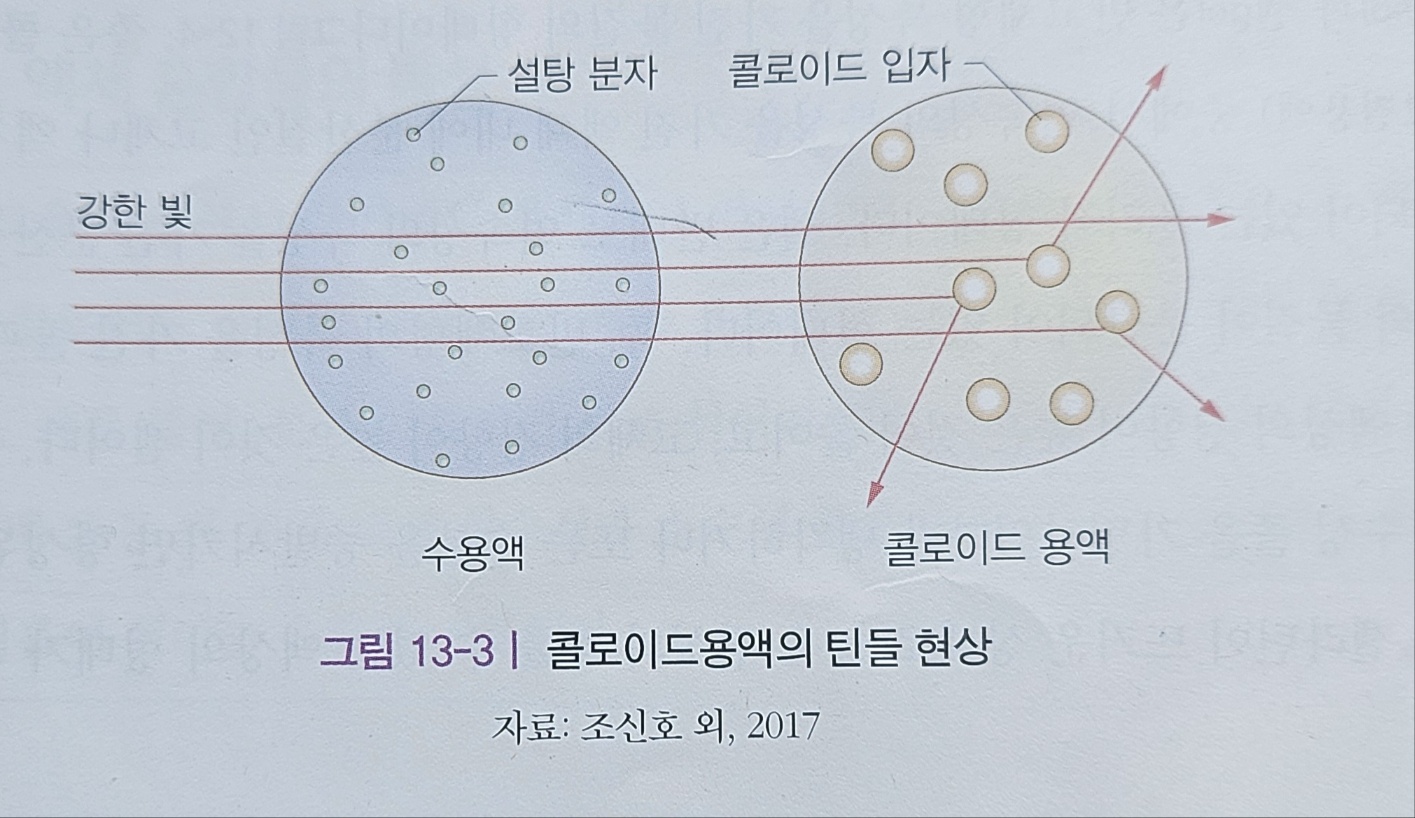 설탕 분자
콜로이드 입자
강한 빛
수용액
콜로이드 용액
그림 13-3 | 콜로이드용액의 틴들 현상
자료: 조신호 외, 2017